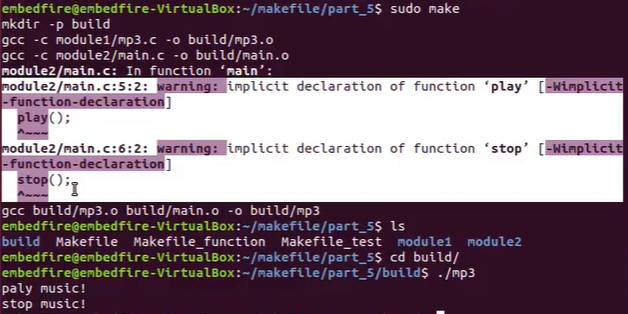 embedfire@embedfire-VirtualBox:~/makefile/part_5$ sudo make
mkdir -p build
gcc -c module1/mp3.c -o build/mp3.o
gcc -c module2/main.c -o build/main.o
module2/main.c: In function ‘main’:
module2/main.c:5:2: warning: implicit declaration of function ‘play’ [-Wimplicit
-function-declaration]
play();
^~~~
module2/main.c:6:2: warning: implicit declaration of function ‘stop’ [-Wimplicit
-function-declaration]
stop();
^~~~
gcc build/mp3.o build/main.o -o build/mp3
embedfire@embedfire-VirtualBox:~/makefile/part_5$ ls
build Makefile Makefile_function Makefile_test module1 module2
embedfire@embedfire-VirtualBox:~/makefile/part_5$ cd build/
embedfire@embedfire-VirtualBox:~/makefile/part_5/build$ ./mp3
paly music!
stop music!